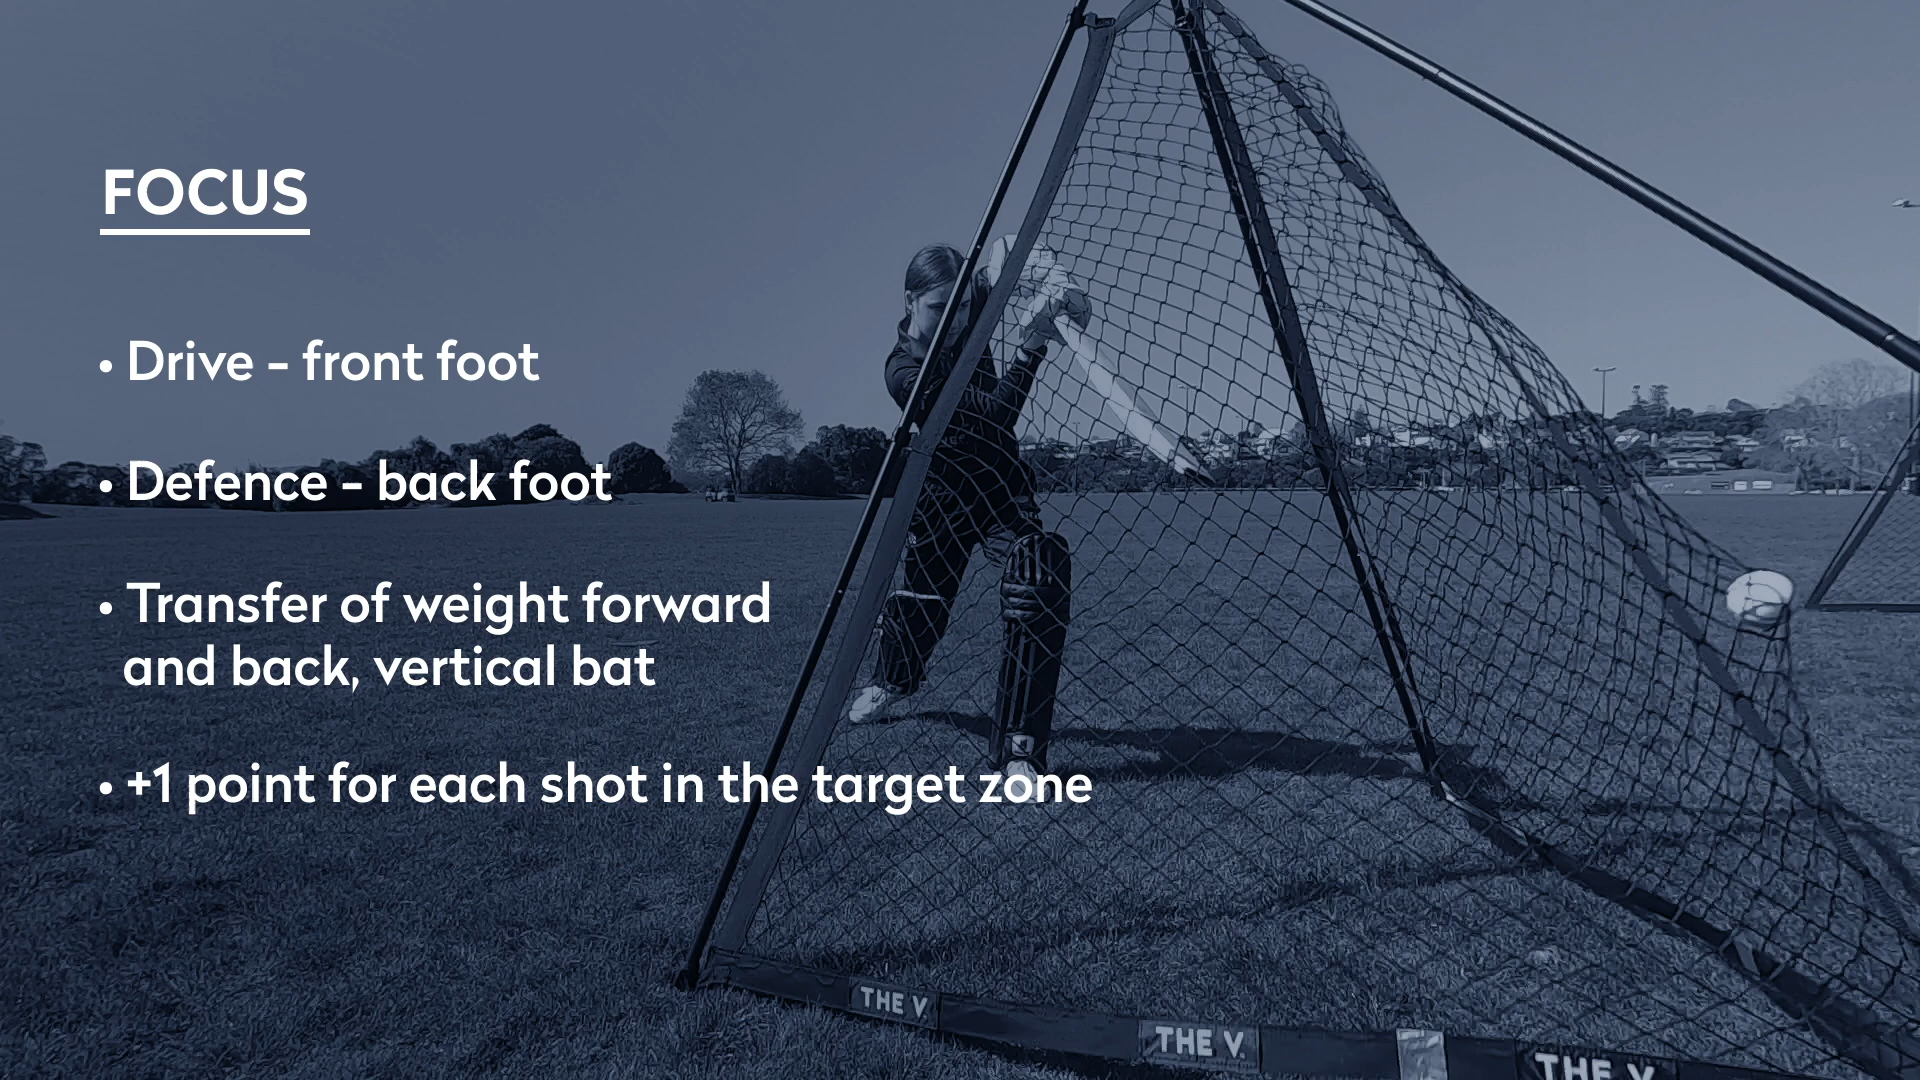 FOCUS
• Drive - front foot
• Defence - back foot
• Transfer of weight forward
and back, vertical bat
• +1 point for each shot in the target zone
THE V.
THE V.
THE V.